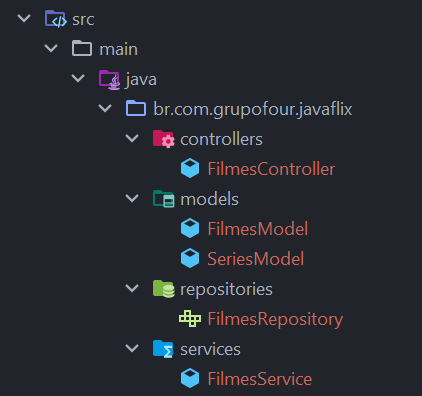 src
main
java
br.com.grupofour.javaflix
controllers
FilmesController
models
FilmesModel
SeriesModel
repositories
FilmesRepository
services
FilmesService